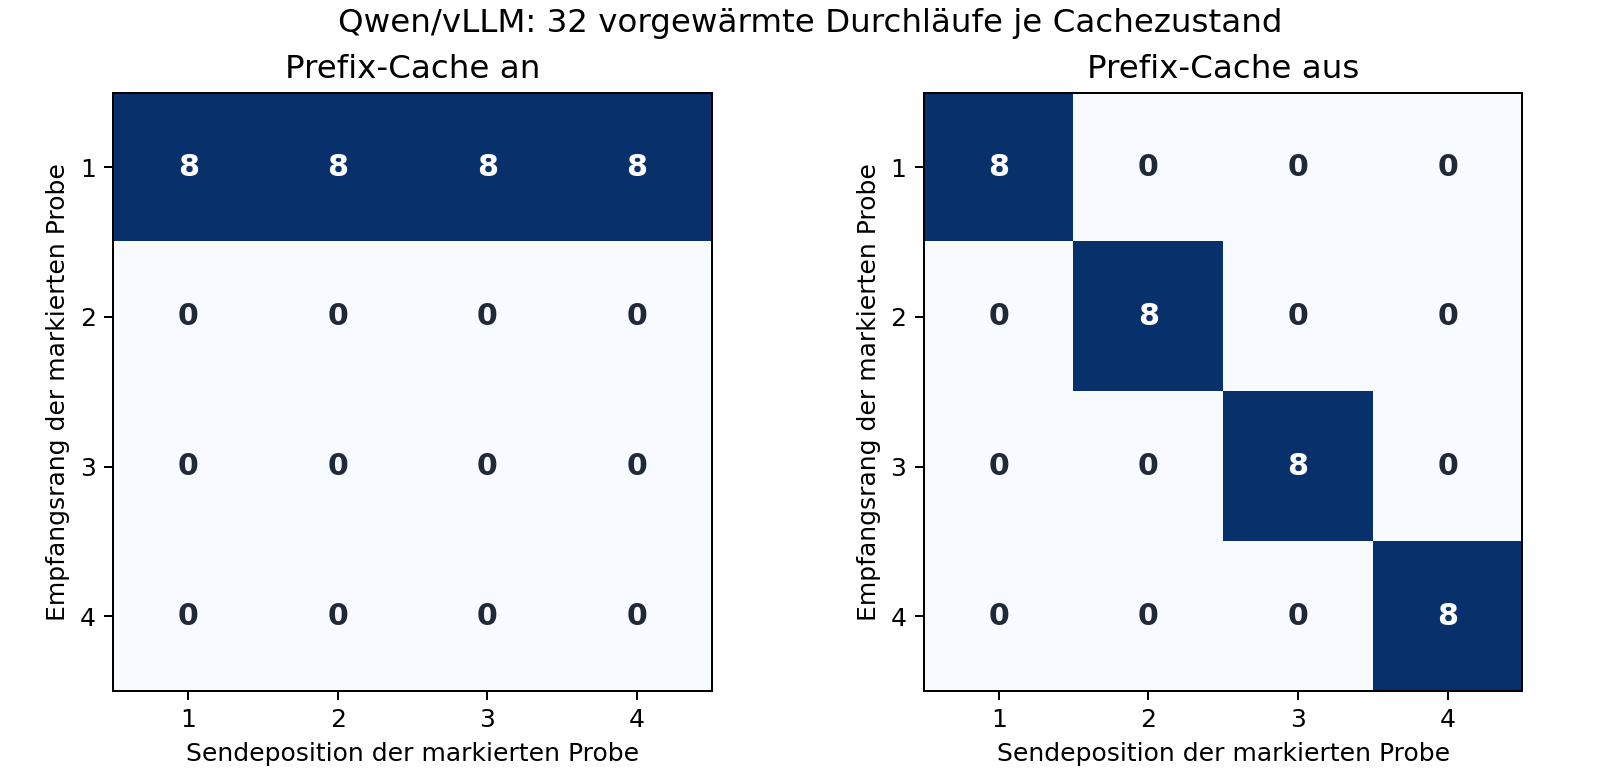 Qwen/vLLM: 32 vorgewärmte Durchläufe je Cachezustand
Prefix-Cache an
Empfangsrang der markierten Probe
1
8 8 8 8
2
0 0 0 0
3
0 0 0 0
4
0 0 0 0
1 2 3 4
Sendeposition der markierten Probe
Prefix-Cache aus
Empfangsrang der markierten Probe
1
8 0 0 0
2
0 8 0 0
3
0 0 8 0
4
0 0 0 8
1 2 3 4
Sendeposition der markierten Probe